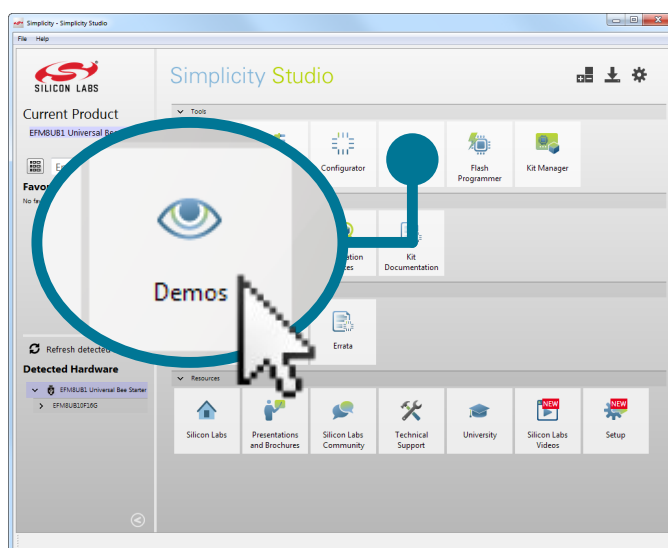 Simplicity - Simplicity Studio
File Help
SILICON LABS
Simplicity Studio
Current Product
EFM8UB1 Universal Bee
Tools
Configurator
Flash
Programmer
Kit Manager
Kit
Documentation
Demos
Errata
Refresh detected
Detected Hardware
EFM8UB1 Universal Bee Starter
EFM8UB10F16G
Resources
Silicon Labs
Presentations
and Brochures
Silicon Labs
Community
Technical
Support
University
NEW
Silicon Labs
Videos
NEW
Setup